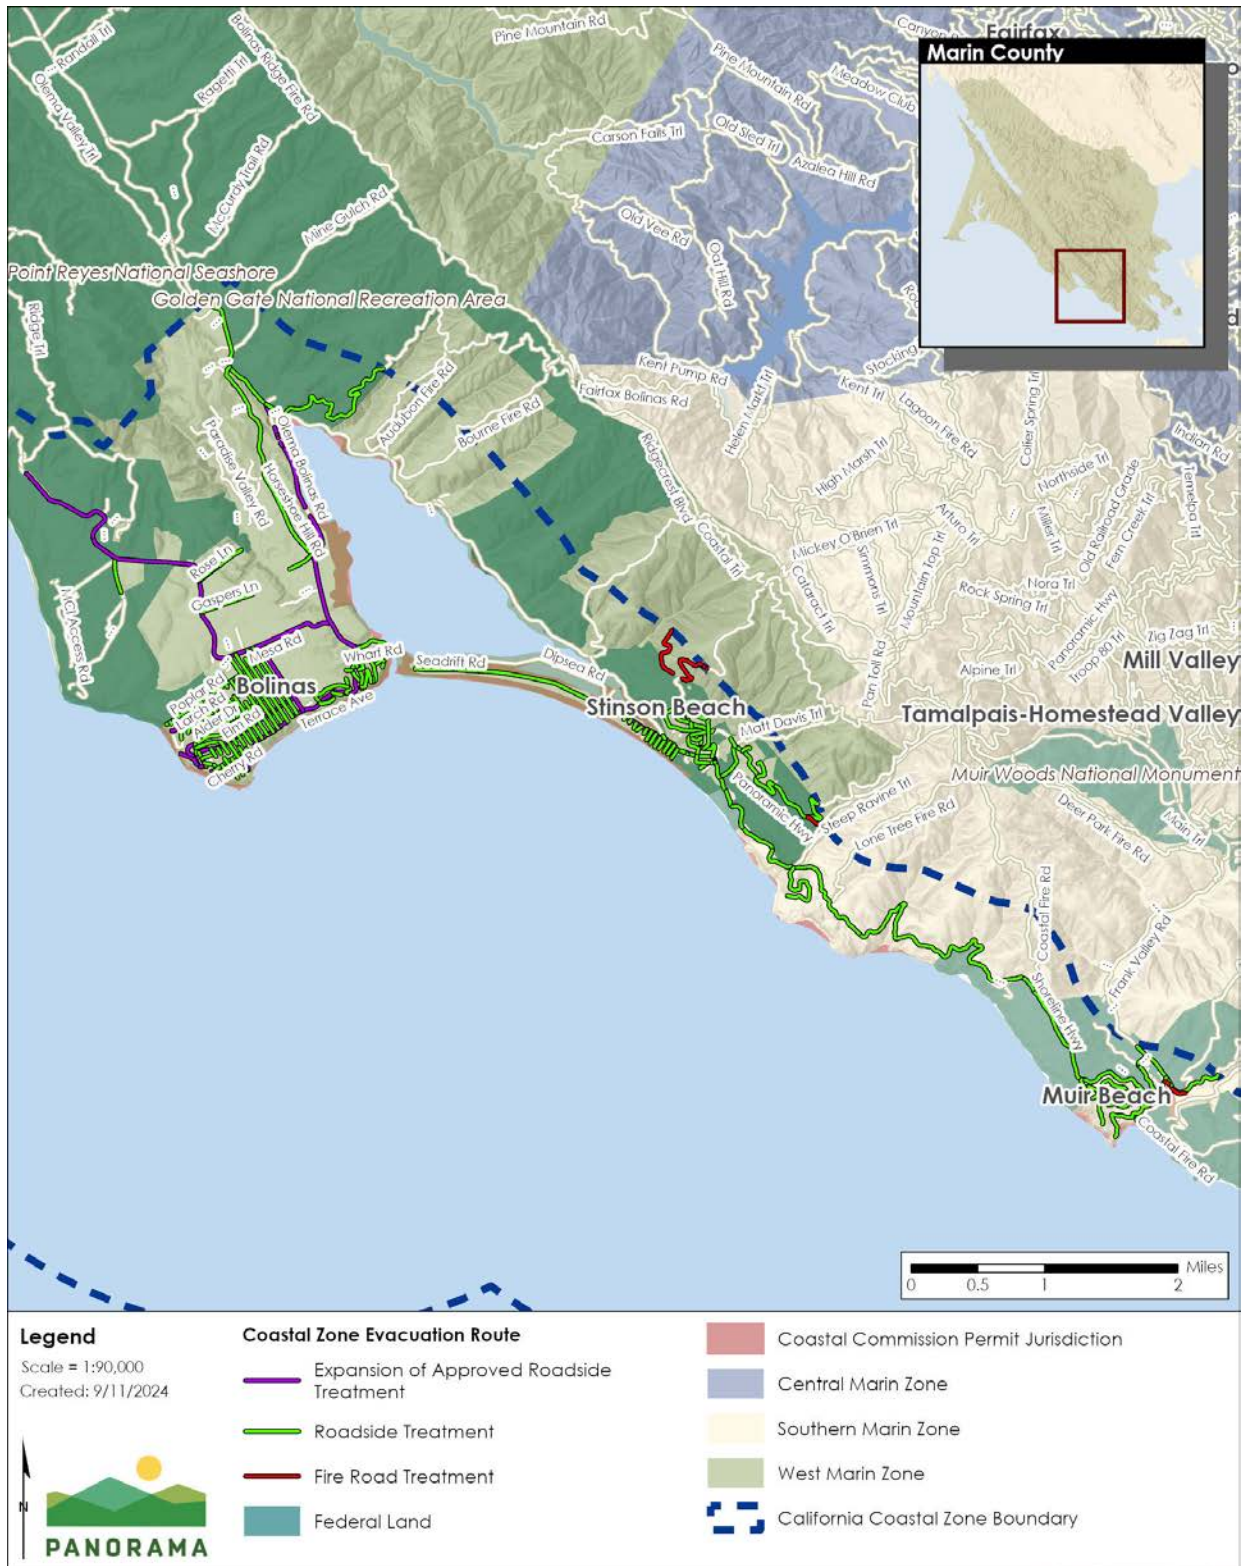 Fairfax
Marin County
Pine Mountain Rd
Randall Trl
Bolinas Ridge Fire Rd
Ragetti Trl
Olema Valley Trl
Pine Mountain Rd
Meadow Club
Carson Falls Trl
Old Sled Trl
Azalea Hill Rd
McCurdy Trail Rd
Mine Gulch Rd
Old Vee Rd
Oat Hill Rd
Point Reyes National Seashore
Golden Gate National Recreation Area
Ridge Trl
Kent Pump Rd
Stocking
Kent Trl
Fairfax Bolinas Rd
Helen Markt Trl
Lagoon Fire Rd
Collier Spring Trl
Indian Rd
Audubon Fire Rd
Bourne Fire Rd
Olema Bolinas Rd
Paradise Valley Rd
Horseshoe Hill Rd
Ridgecrest Blvd
High Marsh Trl
Northside Trl
Temelpa Trl
Coastal Trl
Mickey O'Brien Trl
Arturo Trl
Miller Trl
Old Railroad Grade
Fern Creek Trl
Simmons Trl
Mountain Top Trl
Cataract Trl
Rose Ln
Gaspers Ln
MCI Access Rd
Nora Trl
Rock Spring Trl
Panoramic Hwy
Troop 80 Trl
Zig Zag Trl
Mill Valley
Alpine Trl
Pan Toll Rd
Mesa Rd
Wharf Rd
Seadrift Rd
Dipsea Rd
Poplar Rd
Larch Rd
Alder Dr
Elm Rd
Bolinas
Terrace Ave
Cherry Rd
Stinson Beach
Matt Davis Trl
Tamalpais-Homestead Valley
Muir Woods National Monument
Panoramic Hwy
Steep Ravine Trl
Lone Tree Fire Rd
Deer Park Fire Rd
Main Trl
Coastal Fire Rd
Frank Valley Rd
Shoreline Hwy
Muir Beach
Coastal Fire Rd
Miles
0 0.5 1 2
Legend
Scale = 1:90,000
Created: 9/11/2024
N
PANORAMA
Coastal Zone Evacuation Route
Expansion of Approved Roadside
Treatment
Roadside Treatment
Fire Road Treatment
Federal Land
Coastal Commission Permit Jurisdiction
Central Marin Zone
Southern Marin Zone
West Marin Zone
California Coastal Zone Boundary